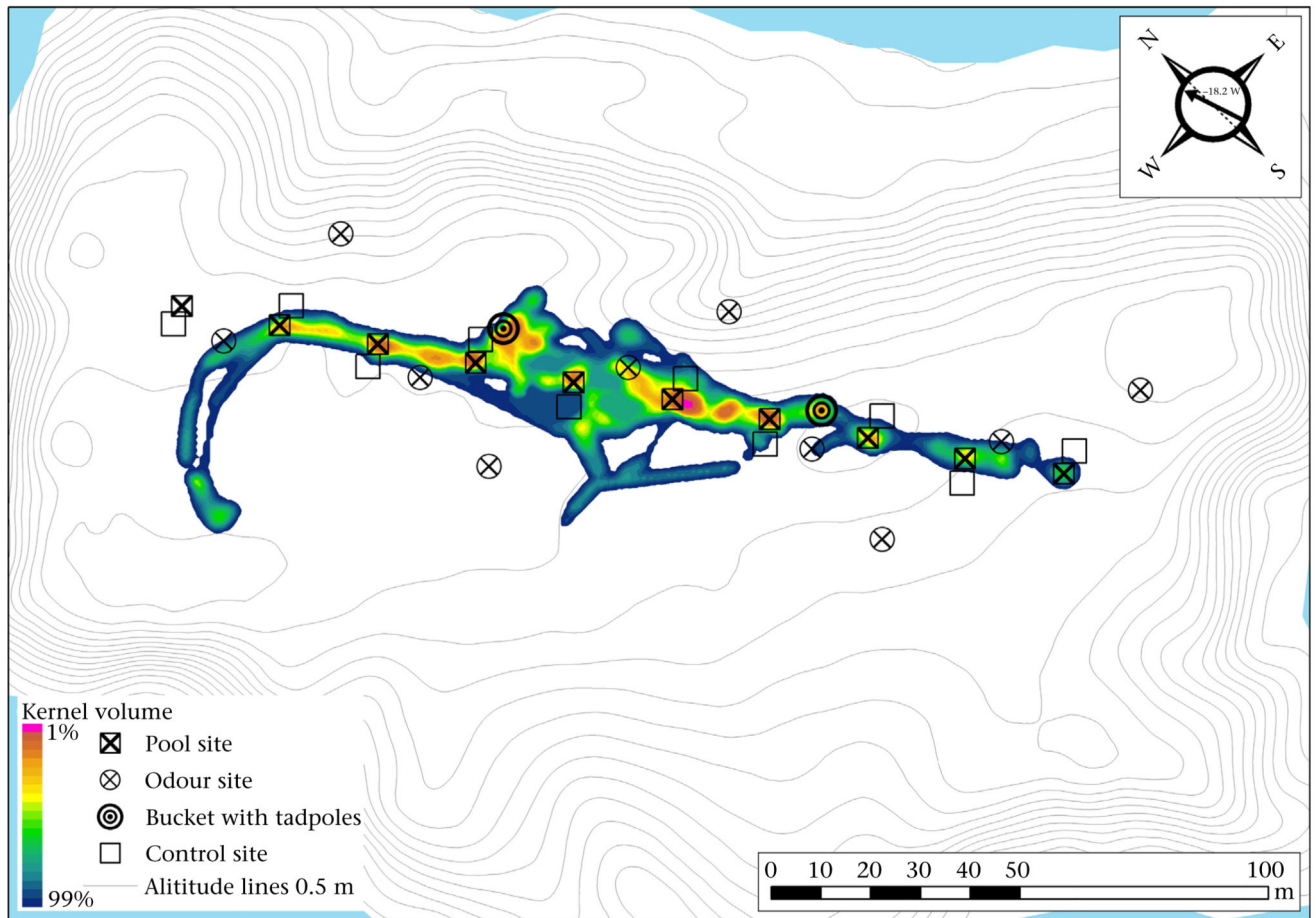 N
E
–18.2 W
W
S
Kernel volume
1%
Pool site
Odour site
Bucket with tadpoles
Control site
99%
Alititude lines 0.5 m
0 10 20 30 40 50 100
m